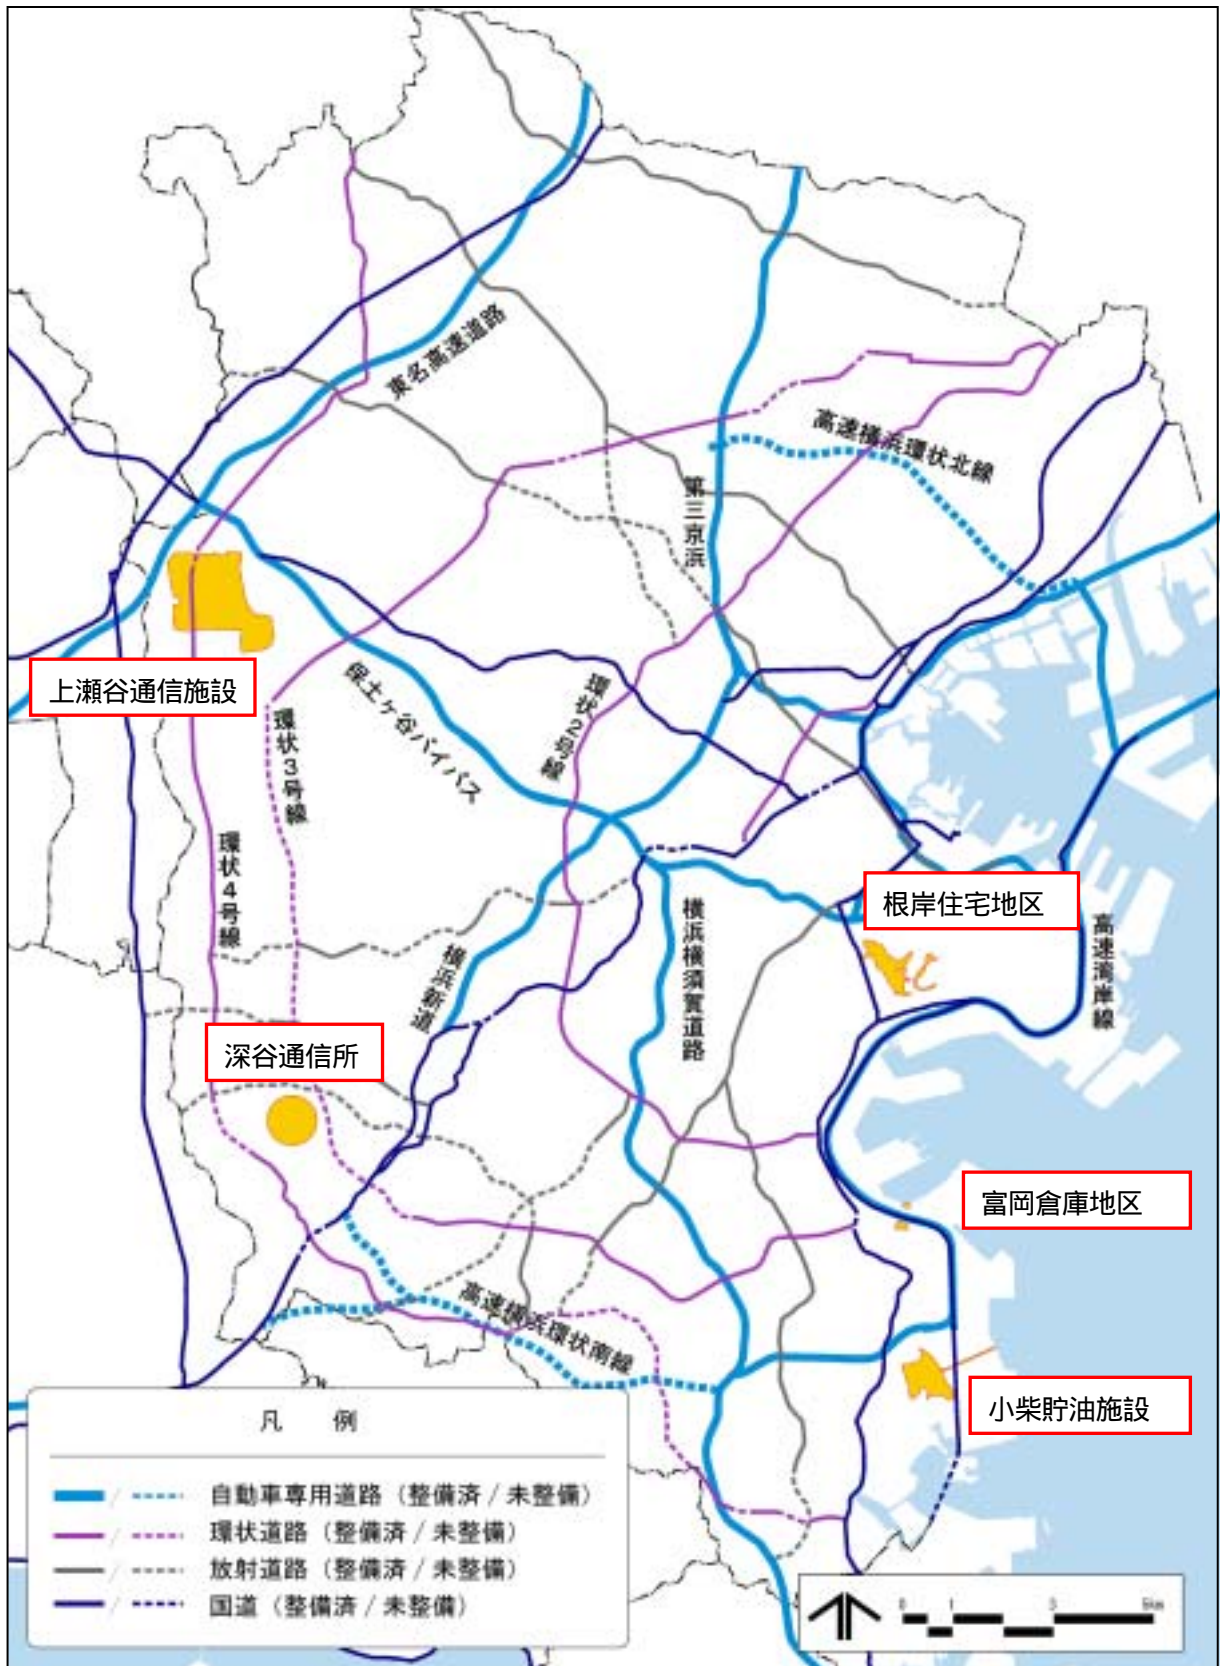 東名高速道路
高速横浜環状北線
第三京浜
上瀬谷通信施設
保土ヶ谷バイパス
環状2号線
環状3号線
環状4号線
根岸住宅地区
横浜横須賀道路
高速湾岸線
横浜新道
深谷通信所
富岡倉庫地区
高速横浜環状南線
小柴貯油施設
凡 例
自動車専用道路（整備済 / 未整備）
環状道路（整備済 / 未整備）
放射道路（整備済 / 未整備）
国道（整備済 / 未整備）
0 1 3 5km